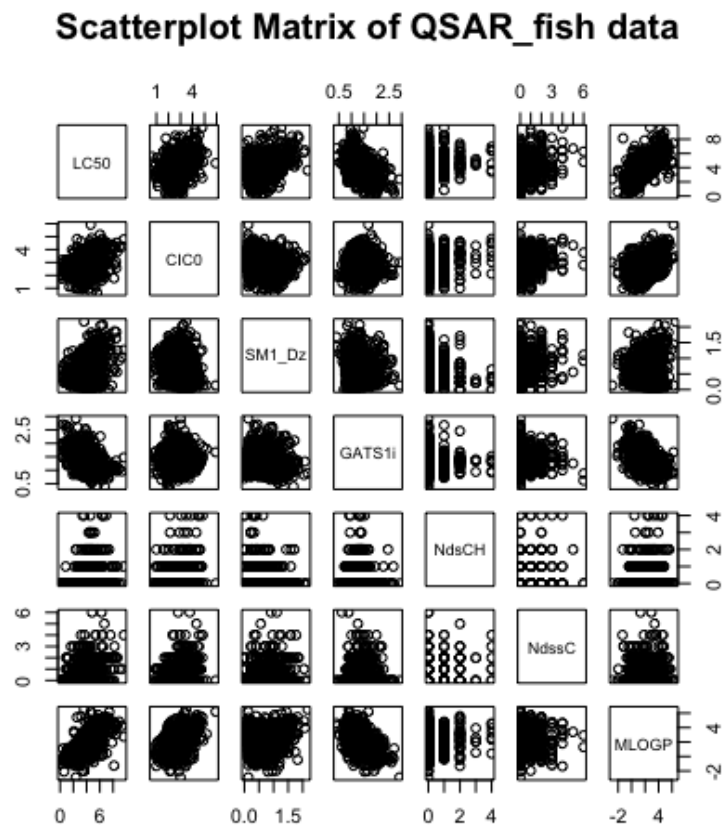 Scatterplot Matrix of QSAR_fish data
1 4 0.5 2.5 0 3 6
LC50 0 4 8
1 4 CIC0
SM1_Dz 0.0 1.5
0.5 2.5 GATS1i
NdsCH 0 2 4
0 3 6 NdssC
MLOGP -2 4
0 6 0.0 1.5 0 1 2 3 4 -2 4